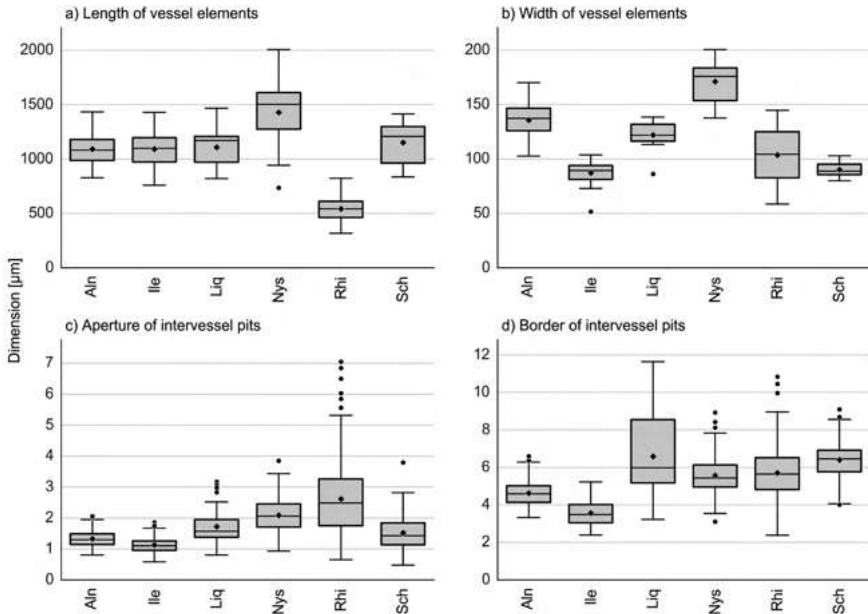 a) Length of vessel elements
2000
1500
1000
500
0
Aln Ile Liq Nys Rhi Sch
b) Width of vessel elements
200
150
100
50
0
Aln Ile Liq Nys Rhi Sch
Dimension [µm]
c) Aperture of intervessel pits
7
6
5
4
3
2
1
0
Aln Ile Liq Nys Rhi Sch
d) Border of intervessel pits
12
10
8
6
4
2
0
Aln Ile Liq Nys Rhi Sch